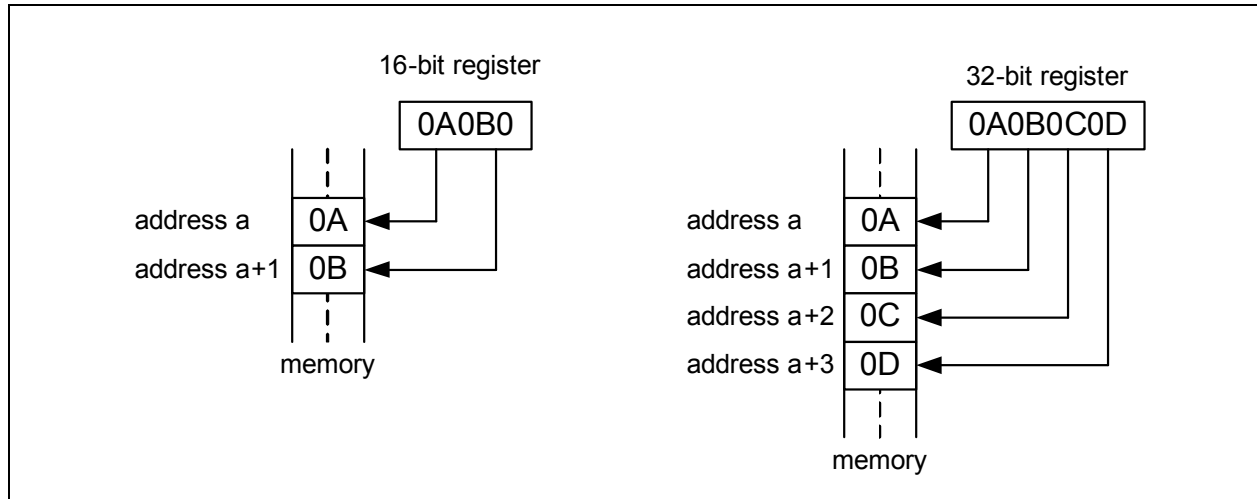 16-bit register
0A0B0
address a
0A
address a+1
0B
memory
32-bit register
0A0B0C0D
address a
0A
address a+1
0B
address a+2
0C
address a+3
0D
memory